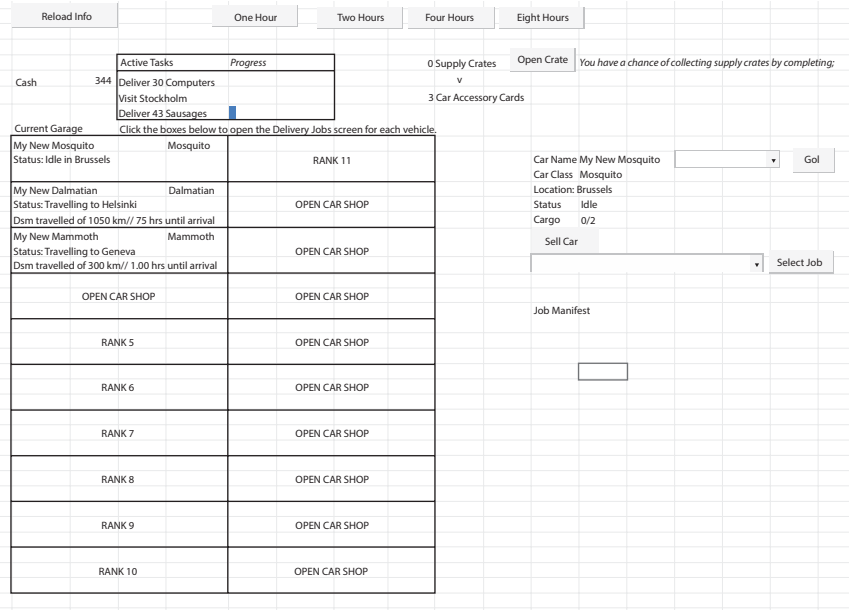 Reload Info
One Hour
Two Hours
Four Hours
Eight Hours
Active Tasks Progress
0 Supply Crates
Open Crate
You have a chance of collecting supply crates by completing;
Cash 344
Deliver 30 Computers
v
Visit Stockholm
3 Car Accessory Cards
Deliver 43 Sausages
Current Garage
Click the boxes below to open the Delivery Jobs screen for each vehicle.
My New Mosquito Mosquito
Status: Idle in Brussels
RANK 11
My New Dalmatian Dalmatian
Status: Travelling to Helsinki
Dsm travelled of 1050 km// 75 hrs until arrival
OPEN CAR SHOP
My New Mammoth Mammoth
Status: Travelling to Geneva
Dsm travelled of 300 km// 1.00 hrs until arrival
OPEN CAR SHOP
OPEN CAR SHOP
OPEN CAR SHOP
RANK 5
OPEN CAR SHOP
RANK 6
OPEN CAR SHOP
RANK 7
OPEN CAR SHOP
RANK 8
OPEN CAR SHOP
RANK 9
OPEN CAR SHOP
RANK 10
OPEN CAR SHOP
Car Name My New Mosquito
Go!
Car Class Mosquito
Location: Brussels
Status Idle
Cargo 0/2
Sell Car
Select Job
Job Manifest